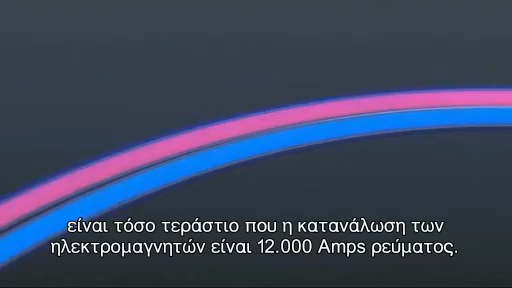 είναι τόσο τεράστιο που η κατανάλωση των
ηλεκτρομαγνητών είναι 12.000 Amps ρεύματος.